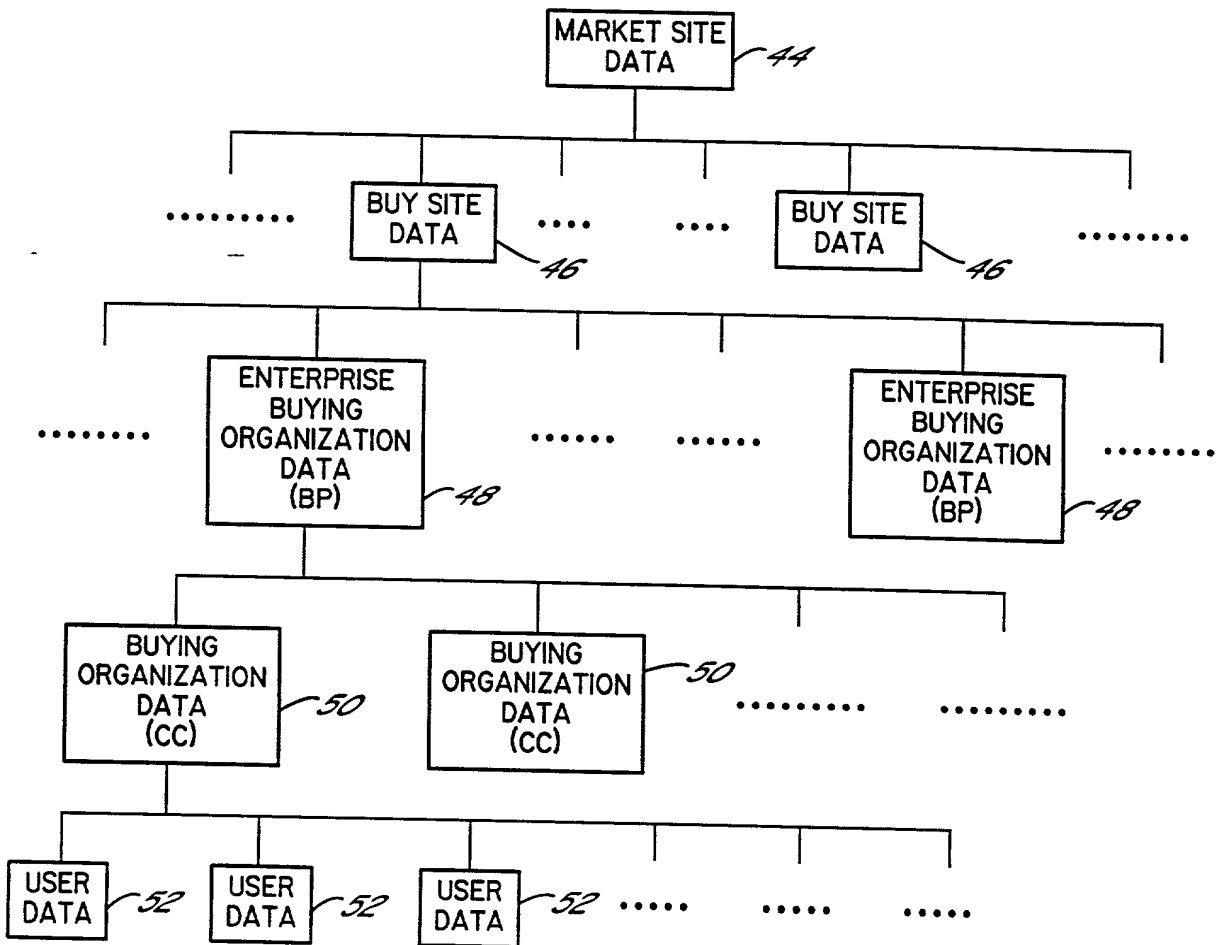 MARKET SITE
DATA
44
BUY SITE
DATA
46
BUY SITE
DATA
46
ENTERPRISE
BUYING
ORGANIZATION
DATA
(BP)
48
ENTERPRISE
BUYING
ORGANIZATION
DATA
(BP)
48
BUYING
ORGANIZATION
DATA
(CC)
50
BUYING
ORGANIZATION
DATA
(CC)
50
USER
DATA
52
USER
DATA
52
USER
DATA
52